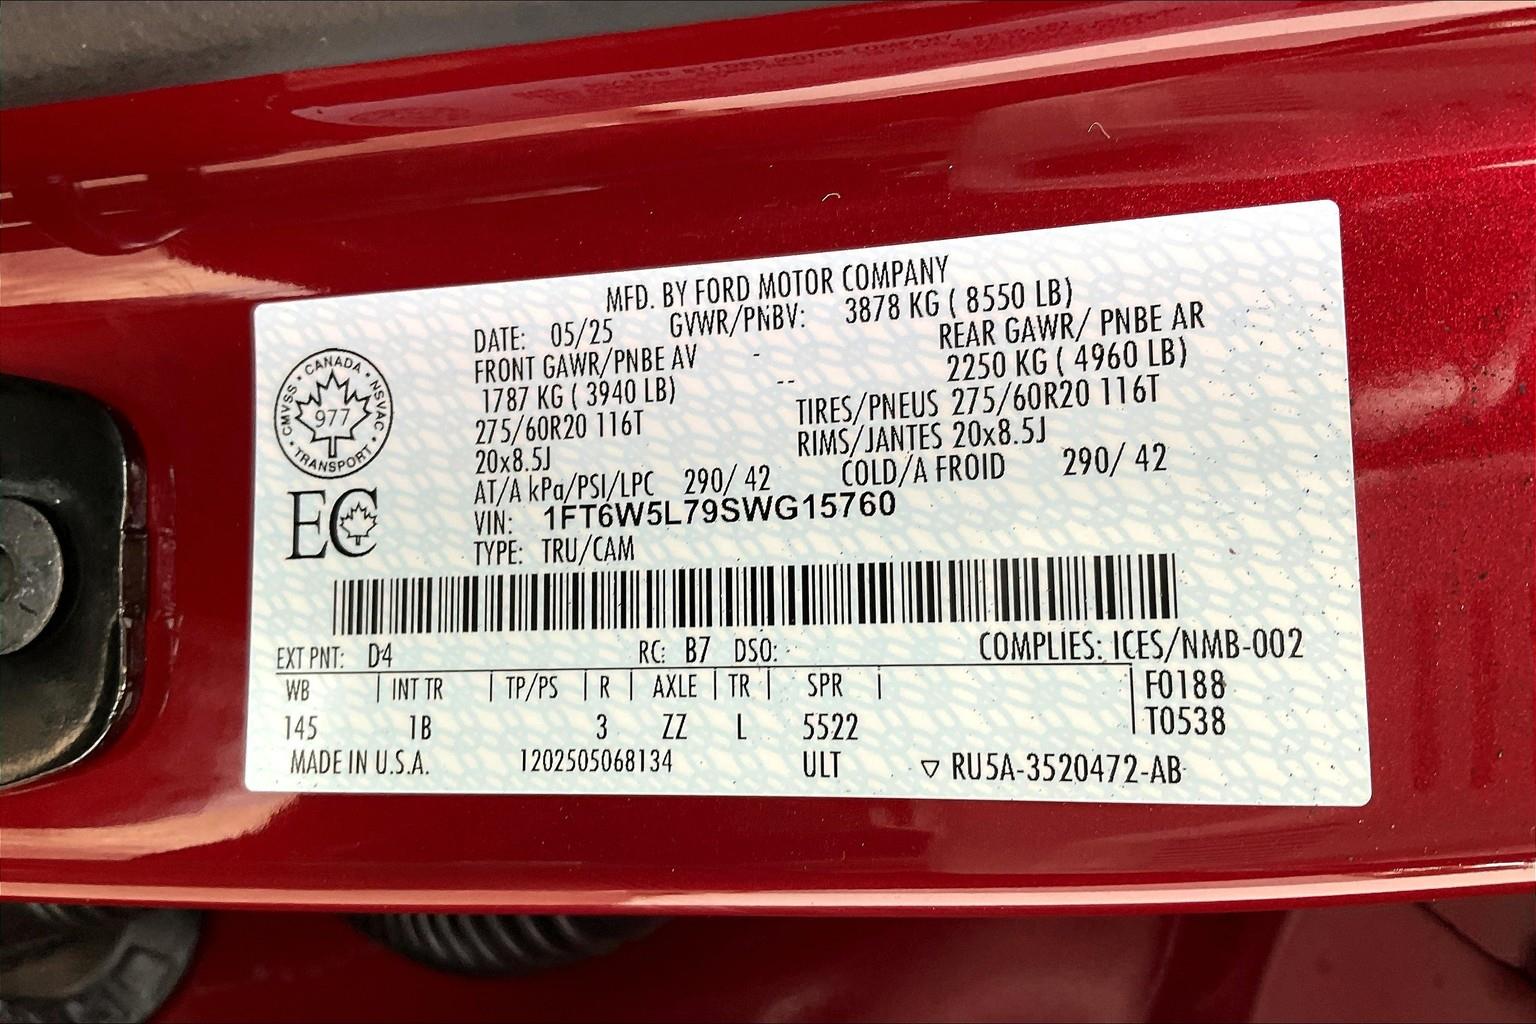 MFD. BY FORD MOTOR COMPANY
DATE: 05/25 GVWR/PNBV: 3878 KG ( 8550 LB)
FRONT GAWR/PNBE AV - REAR GAWR/ PNBE AR
1787 KG ( 3940 LB) -- 2250 KG ( 4960 LB)
275/60R20 116T TIRES/PNEUS 275/60R20 116T
20x8.5J RIMS/JANTES 20x8.5J
AT/A kPa/PSI/LPC 290/ 42 COLD/A FROID 290/ 42
VIN: 1FT6W5L79SWG15760
TYPE: TRU/CAM
CANADA · NSVAC · TRANSPORT · CMVSS ·
977
EC
EXT PNT: D4 RC: B7 DSO: COMPLIES: ICES/NMB-002
WB | INT TR | TP/PS | R | AXLE | TR | SPR | F0188
145 1B 3 ZZ L 5522 T0538
MADE IN U.S.A. 1202505068134 ULT ▽ RU5A-3520472-AB